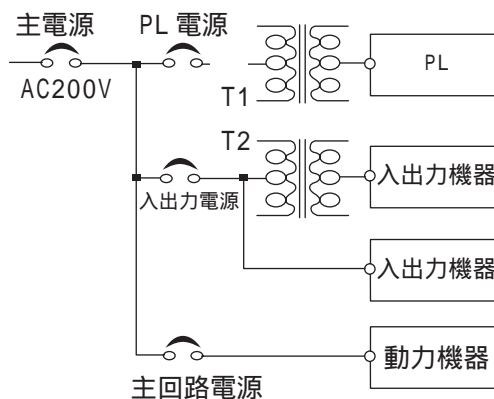 主電源
PL 電源
AC200V
T1
PL
T2
入出力電源
入出力機器
入出力機器
主回路電源
動力機器